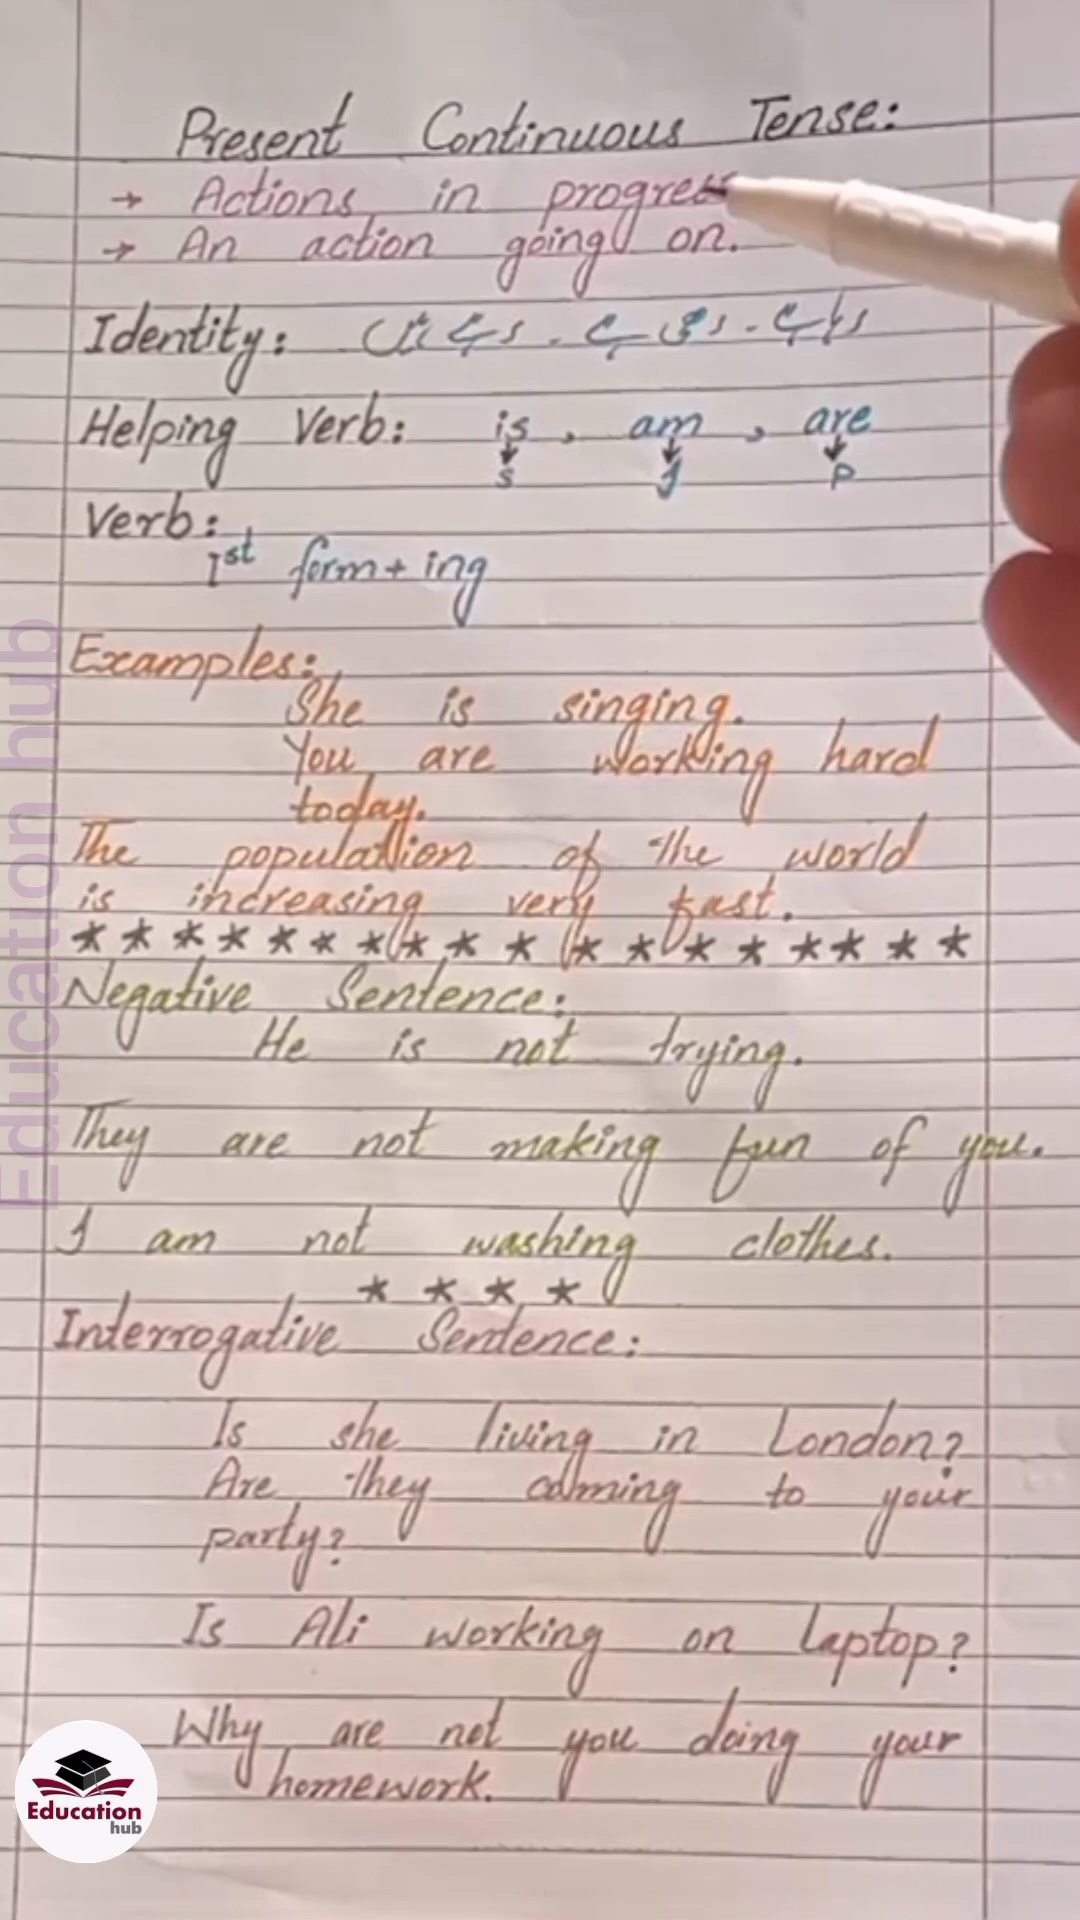 Present Continuous Tense:
→ Actions in progress
→ An action going on.
Identity: رہا ہے - رہی ہے - رہے ہیں
Helping Verb: is, am, are
s I P
Verb:
1st form + ing
Examples:
She is singing.
You are working hard
today.
The population of the world
is increasing very fast.
* * * * * * * * * * * * * * * * * *
Negative Sentence:
He is not trying.
They are not making fun of you.
I am not washing clothes.
* * * *
Interrogative Sentence:
Is she living in London?
Are they coming to your
party?
Is Ali working on laptop?
Why are not you doing your
homework.
Education hub
Education
hub